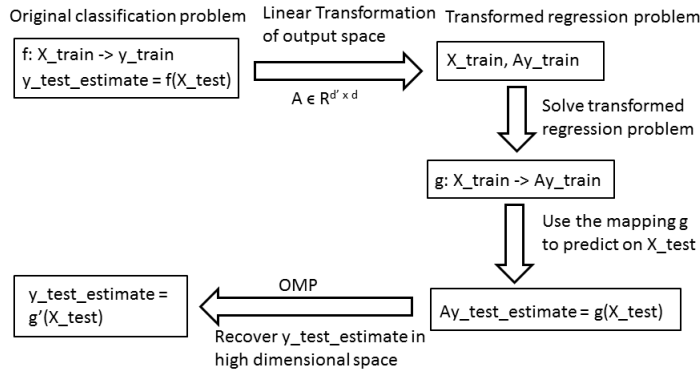 Original classification problem
f: X_train -> y_train
y_test_estimate = f(X_test)
Linear Transformation
of output space
A ϵ R^d' x d
Transformed regression problem
X_train, Ay_train
Solve transformed
regression problem
g: X_train -> Ay_train
Use the mapping g
to predict on X_test
Ay_test_estimate = g(X_test)
OMP
Recover y_test_estimate in
high dimensional space
y_test_estimate =
g'(X_test)